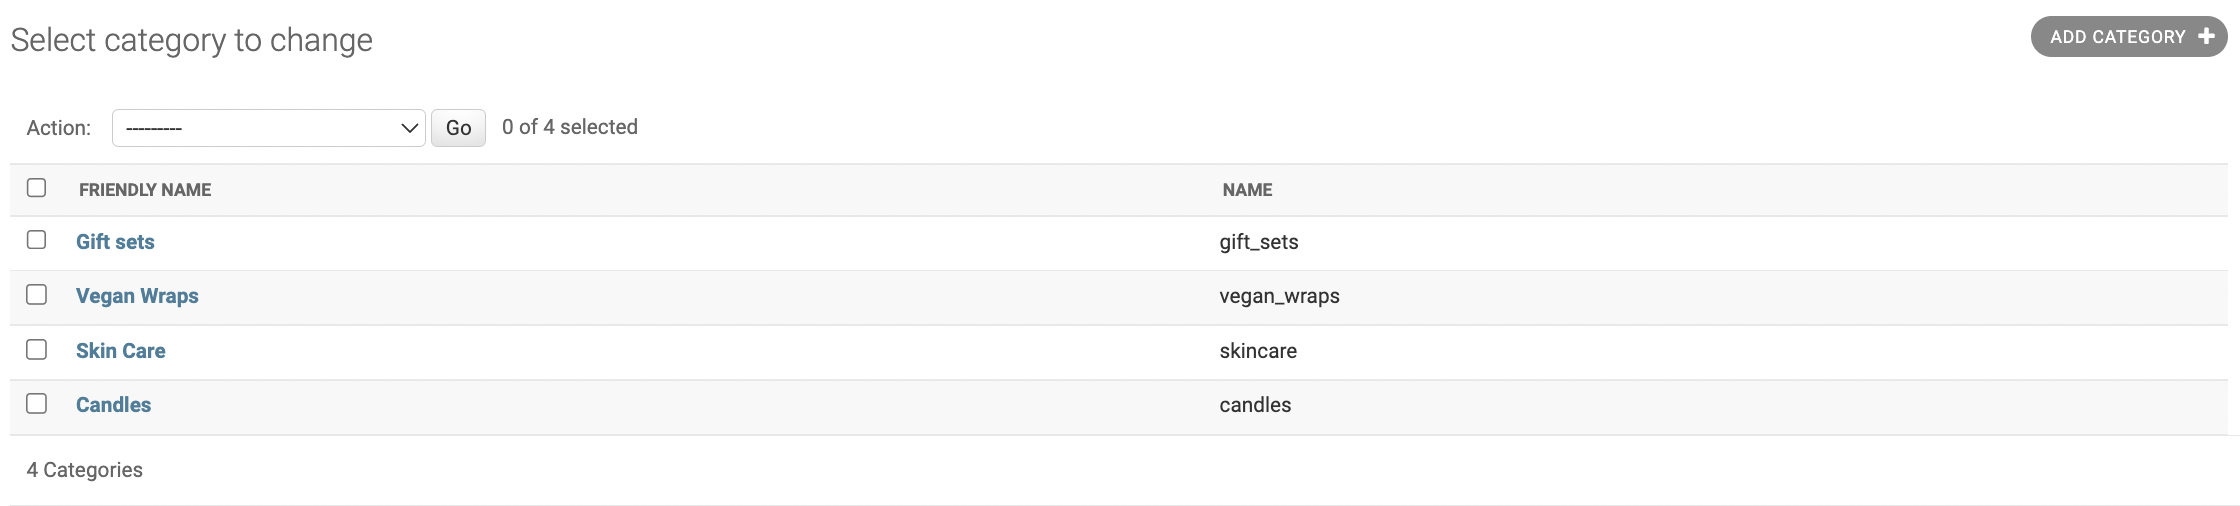 Select category to change
ADD CATEGORY +
Action: --------- Go 0 of 4 selected
FRIENDLY NAME NAME
Gift sets gift_sets
Vegan Wraps vegan_wraps
Skin Care skincare
Candles candles
4 Categories